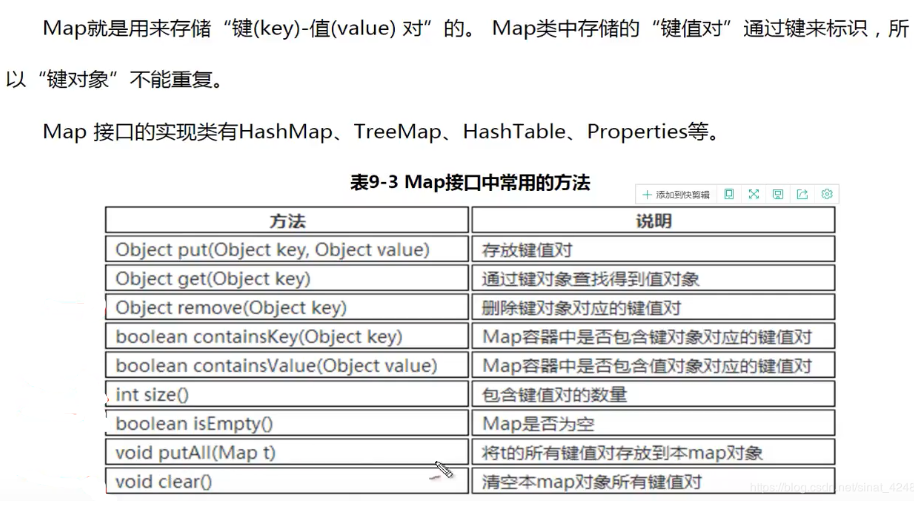 Map就是用来存储“键(key)-值(value) 对”的。 Map类中存储的“键值对”通过键来标识，所
以“键对象”不能重复。
Map 接口的实现类有HashMap、TreeMap、HashTable、Properties等。
表9-3 Map接口中常用的方法
添加到快剪辑
方法 说明
Object put(Object key, Object value) 存放键值对
Object get(Object key) 通过键对象查找得到值对象
Object remove(Object key) 删除键对象对应的键值对
boolean containsKey(Object key) Map容器中是否包含键对象对应的键值对
boolean containsValue(Object value) Map容器中是否包含值对象对应的键值对
int size() 包含键值对的数量
boolean isEmpty() Map是否为空
void putAll(Map t) 将t的所有键值对存放到本map对象
void clear() 清空本map对象所有键值对
https://blog.csdn.net/sinat_4248